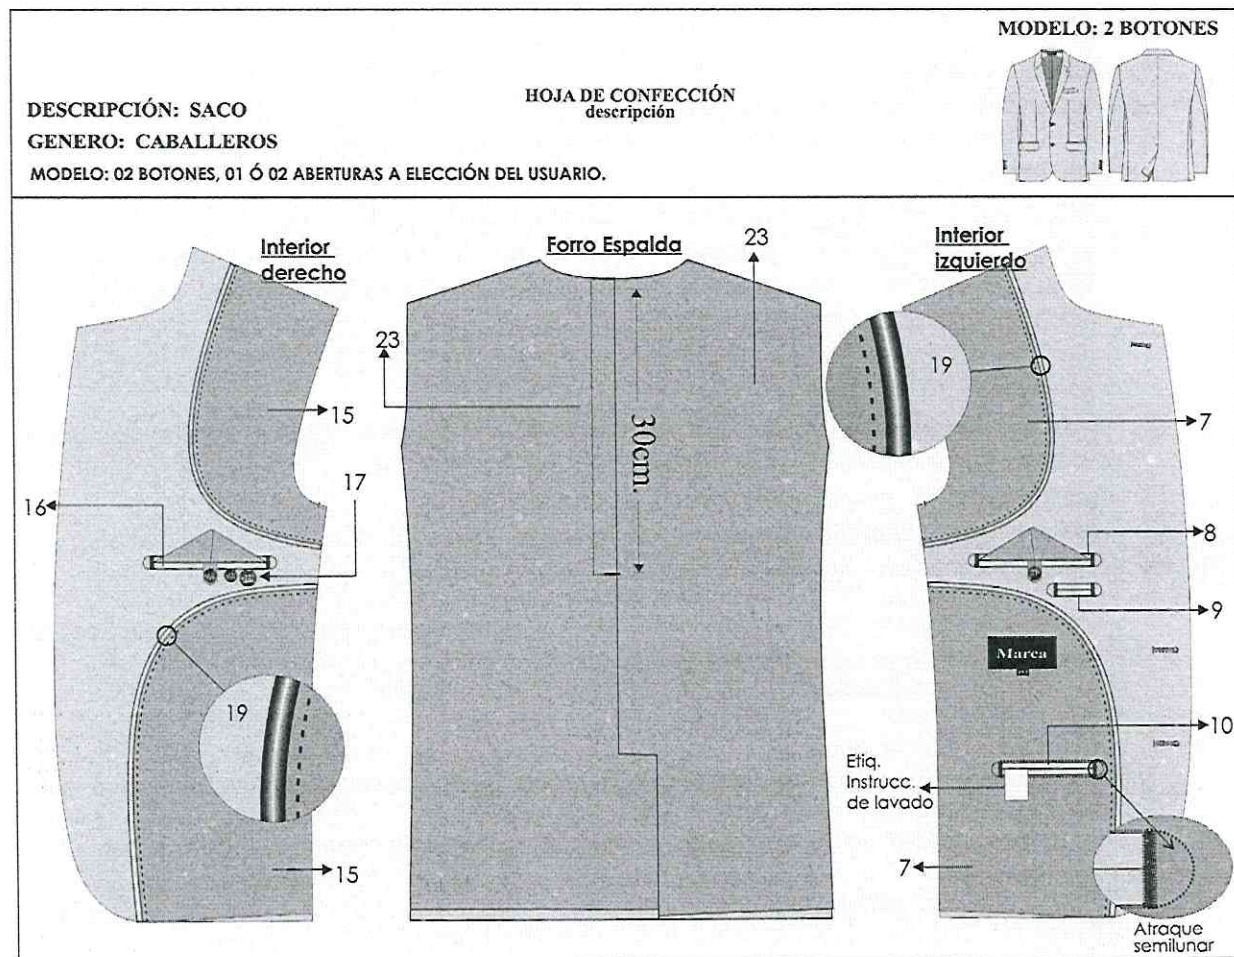 MODELO: 2 BOTONES
HOJA DE CONFECCIÓN
descripción
DESCRIPCIÓN: SACO
GENERO: CABALLEROS
MODELO: 02 BOTONES, 01 Ó 02 ABERTURAS A ELECCIÓN DEL USUARIO.
Interior
derecho
Forro Espalda
23
Interior
izquierdo
23
19
15
30cm.
7
17
16
8
9
Marca
19
10
Etiq.
Instrucc.
de lavado
15
7
Atraque
semilunar